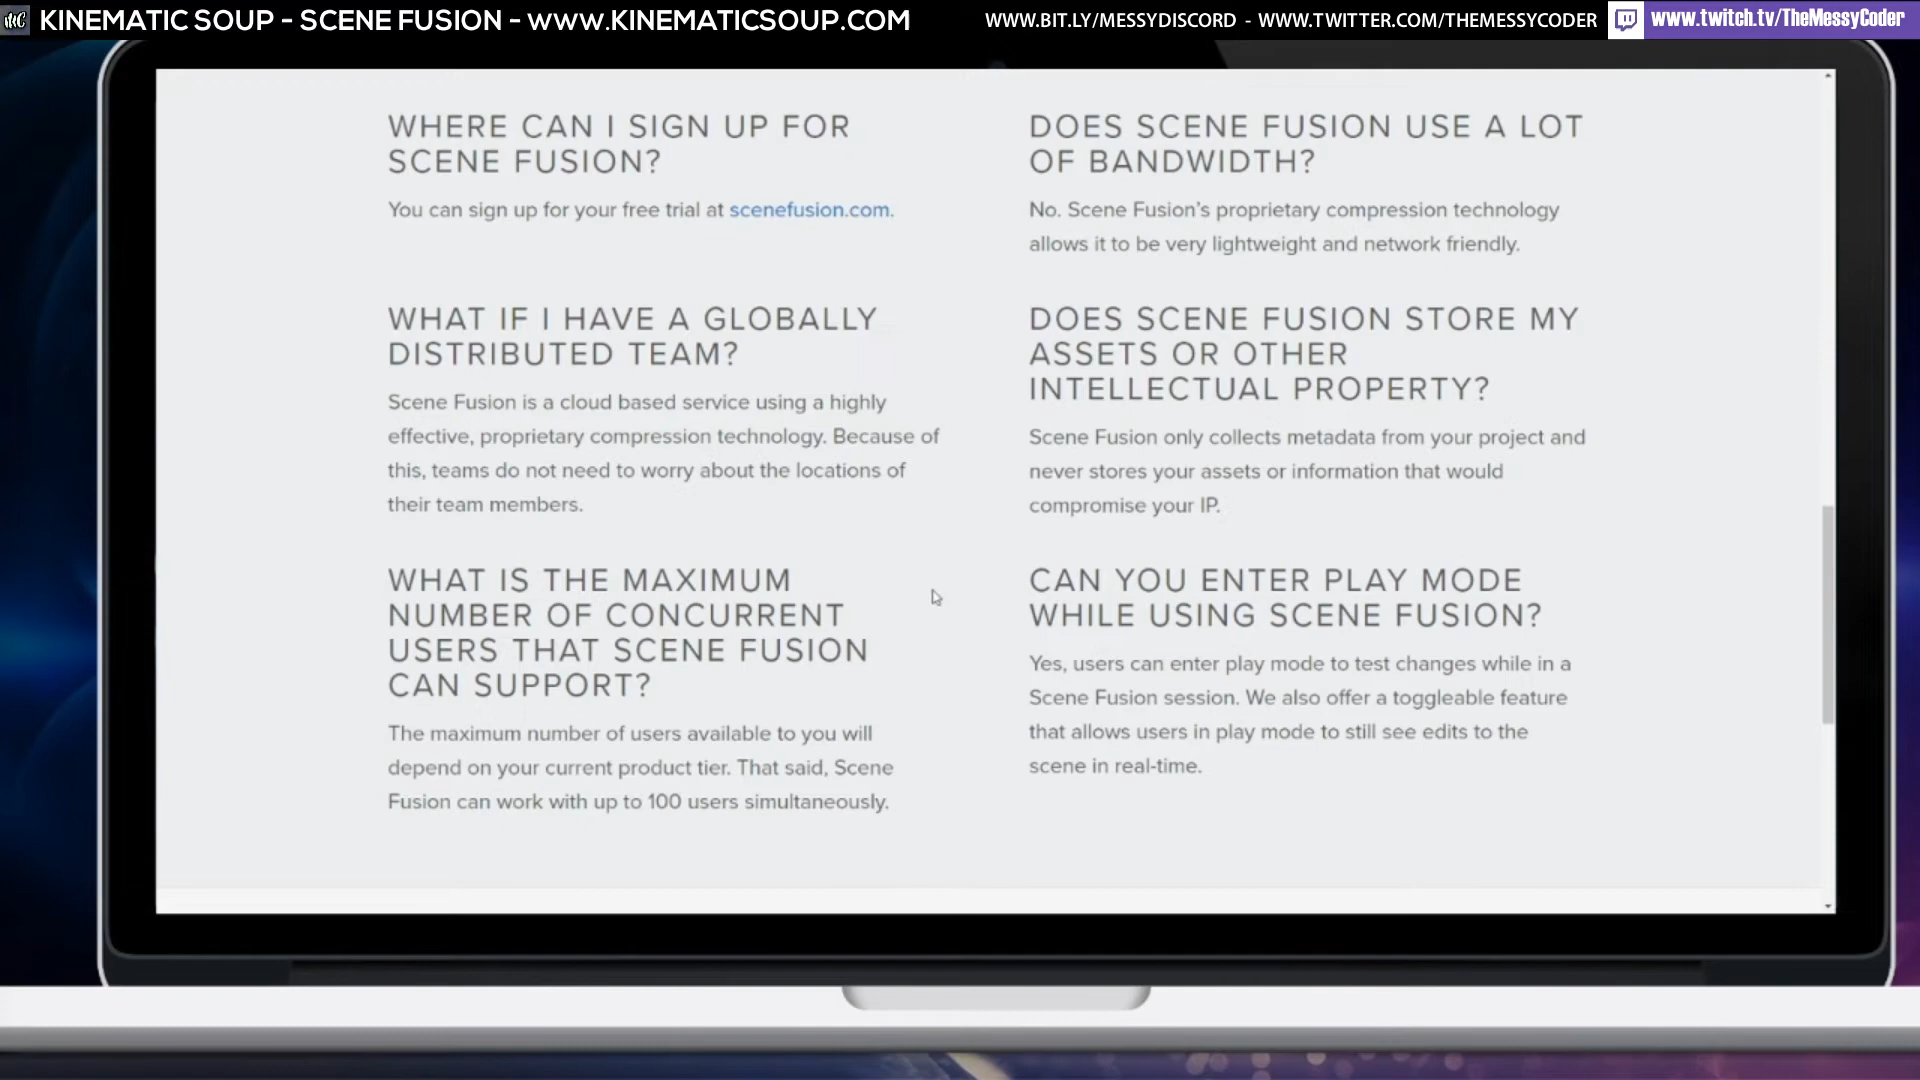 KINEMATIC SOUP - SCENE FUSION - WWW.KINEMATICSOUP.COM
WWW.BIT.LY/MESSYDISCORD - WWW.TWITTER.COM/THEMESSYCODER
www.twitch.tv/TheMessyCoder
WHERE CAN I SIGN UP FOR
SCENE FUSION?
You can sign up for your free trial at scenefusion.com.
DOES SCENE FUSION USE A LOT
OF BANDWIDTH?
No. Scene Fusion’s proprietary compression technology
allows it to be very lightweight and network friendly.
WHAT IF I HAVE A GLOBALLY
DISTRIBUTED TEAM?
Scene Fusion is a cloud based service using a highly
effective, proprietary compression technology. Because of
this, teams do not need to worry about the locations of
their team members.
DOES SCENE FUSION STORE MY
ASSETS OR OTHER
INTELLECTUAL PROPERTY?
Scene Fusion only collects metadata from your project and
never stores your assets or information that would
compromise your IP.
WHAT IS THE MAXIMUM
NUMBER OF CONCURRENT
USERS THAT SCENE FUSION
CAN SUPPORT?
The maximum number of users available to you will
depend on your current product tier. That said, Scene
Fusion can work with up to 100 users simultaneously.
CAN YOU ENTER PLAY MODE
WHILE USING SCENE FUSION?
Yes, users can enter play mode to test changes while in a
Scene Fusion session. We also offer a toggleable feature
that allows users in play mode to still see edits to the
scene in real-time.